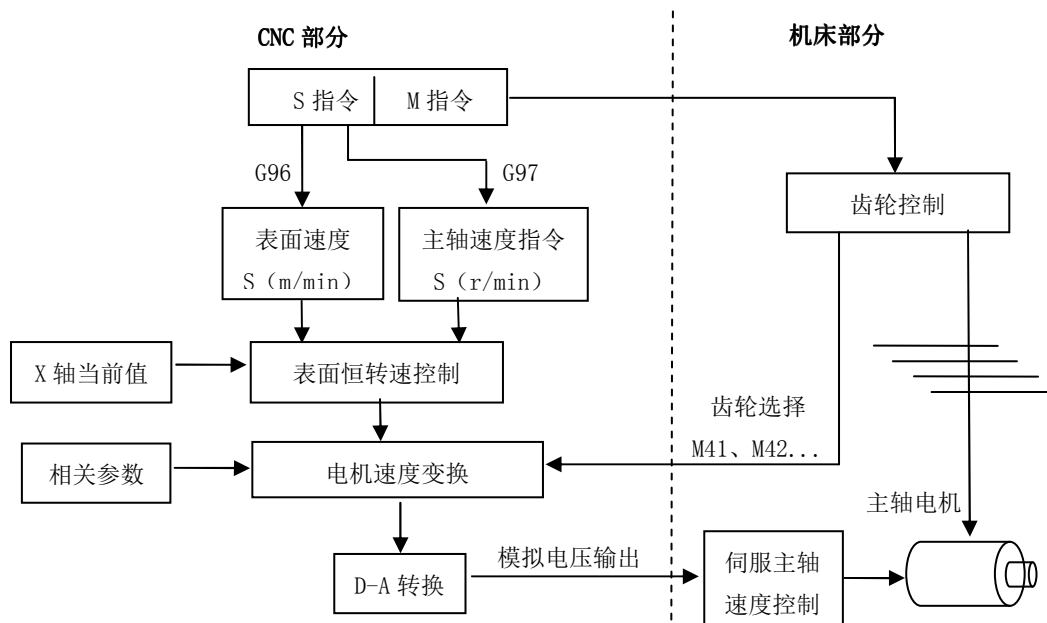 CNC 部分
机床部分
S 指令
M 指令
G96
G97
齿轮控制
表面速度
S（m/min）
主轴速度指令
S（r/min）
X 轴当前值
表面恒转速控制
齿轮选择
M41、M42...
相关参数
电机速度变换
主轴电机
D-A 转换
模拟电压输出
伺服主轴
速度控制